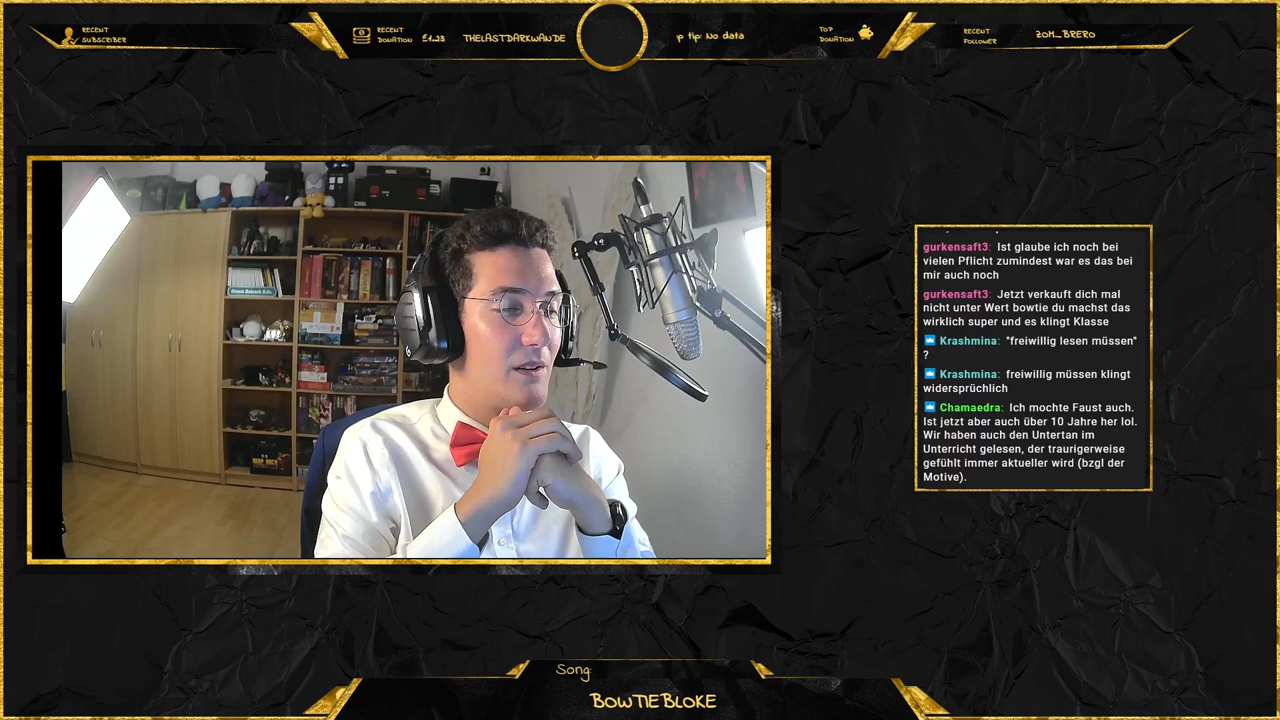 RECENT
SUBSCRIBER
RECENT
DONATION
£1.23
THELASTDARKWANDE
p tip: No data
TOP
DONATION
RECENT
FOLLOWER
ZOM_BRERO
gurkensaft3: Ist glaube ich noch bei
vielen Pflicht zumindest war es das bei
mir auch noch
gurkensaft3: Jetzt verkauft dich mal
nicht unter Wert bowtie du machst das
wirklich super und es klingt Klasse
Krashmina: "freiwillig lesen müssen"
?
Krashmina: freiwillig müssen klingt
widersprüchlich
Chamaedra: Ich mochte Faust auch.
Ist jetzt aber auch über 10 Jahre her lol.
Wir haben auch den Untertan im
Unterricht gelesen, der traurigerweise
gefühlt immer aktueller wird (bzgl der
Motive).
Song:
BOWTIEBLOKE